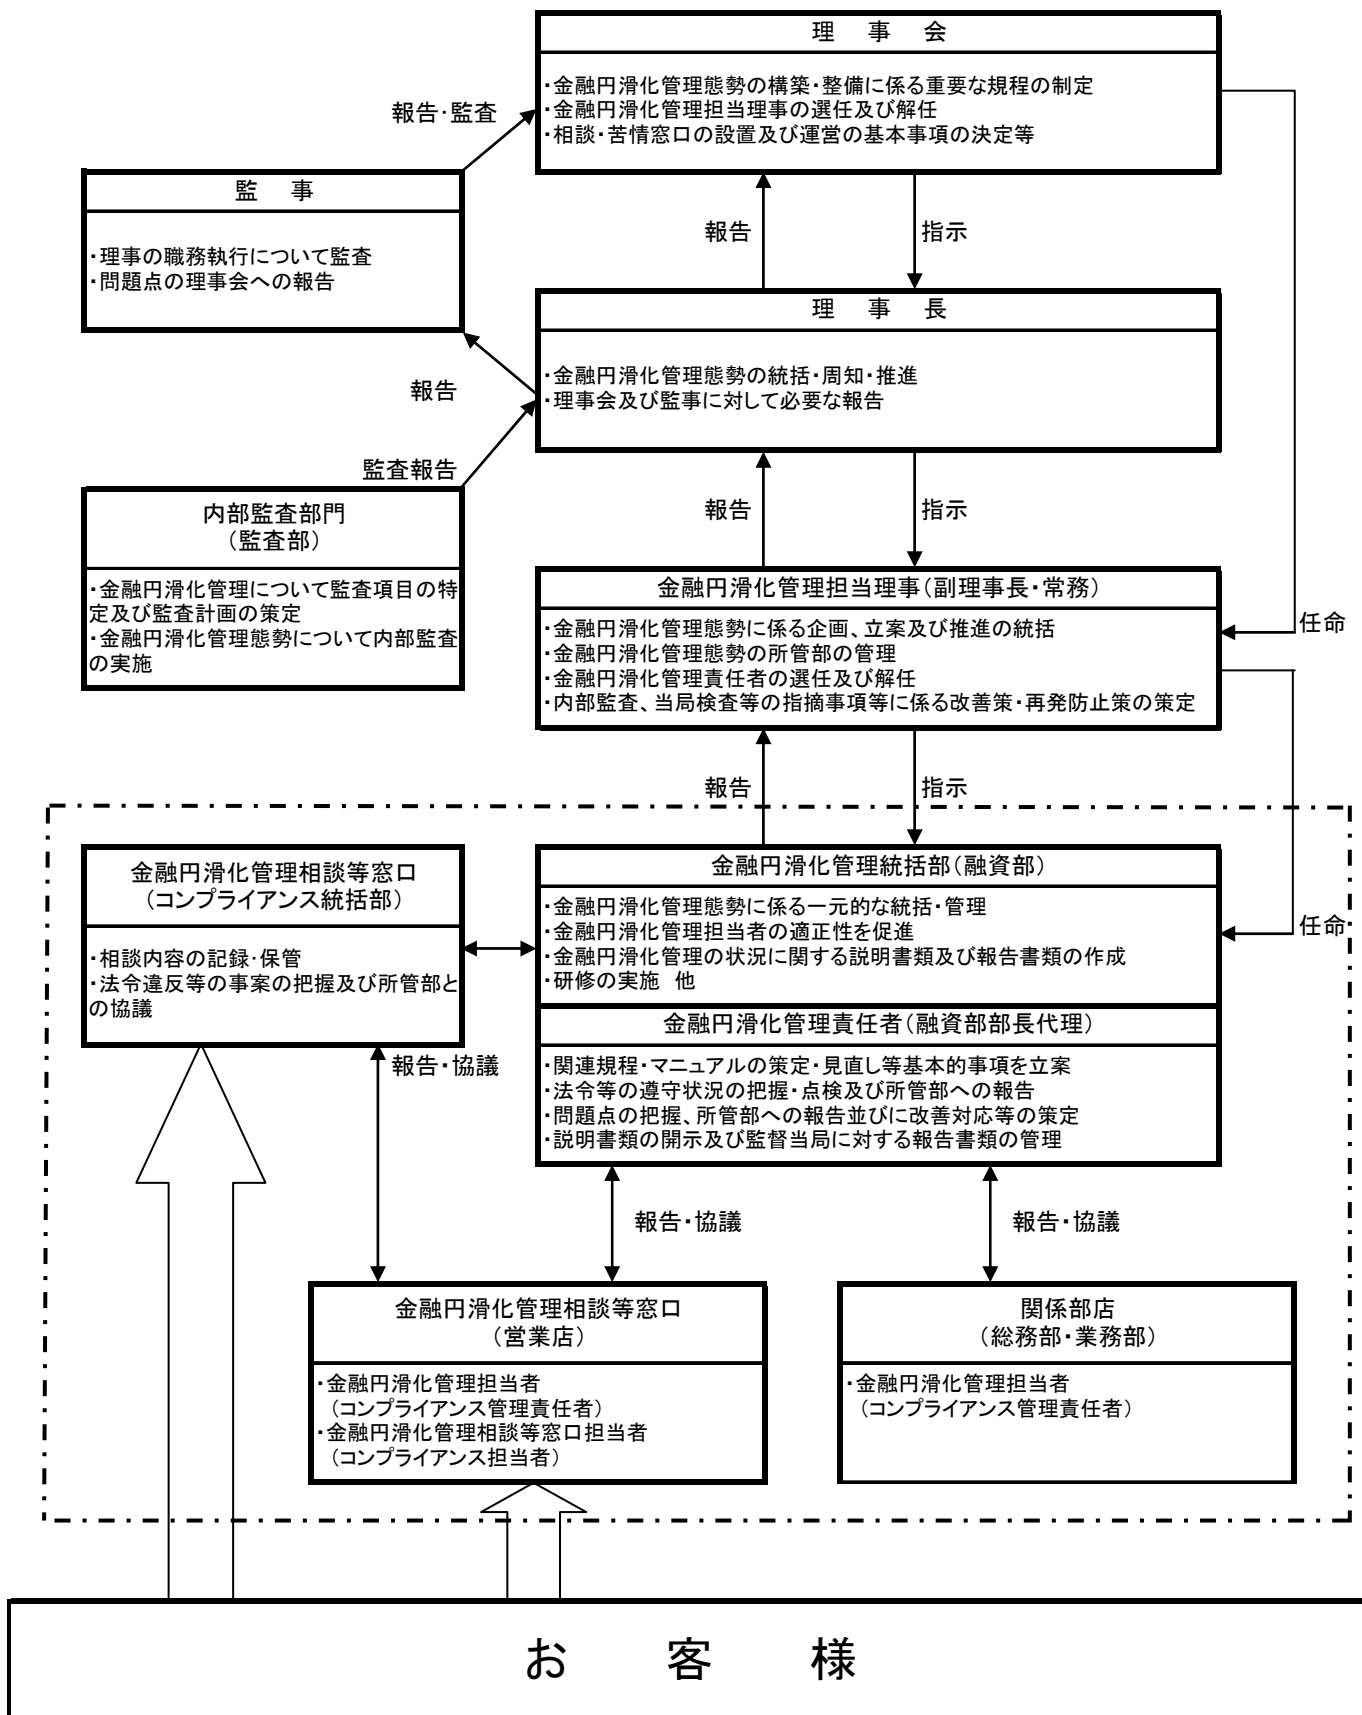 理　事　会
・金融円滑化管理態勢の構築・整備に係る重要な規程の制定
・金融円滑化管理担当理事の選任及び解任
・相談・苦情窓口の設置及び運営の基本事項の決定等
報告・監査
監　事
・理事の職務執行について監査
・問題点の理事会への報告
報告
指示
理　事　長
・金融円滑化管理態勢の統括・周知・推進
・理事会及び監事に対して必要な報告
報告
監査報告
内部監査部門
（監査部）
・金融円滑化管理について監査項目の特
定及び監査計画の策定
・金融円滑化管理態勢について内部監査
の実施
報告
指示
金融円滑化管理担当理事（副理事長・常務）
・金融円滑化管理態勢に係る企画、立案及び推進の統括
・金融円滑化管理態勢の所管部の管理
・金融円滑化管理責任者の選任及び解任
・内部監査、当局検査等の指摘事項等に係る改善策・再発防止策の策定
任命
報告
指示
金融円滑化管理相談等窓口
（コンプライアンス統括部）
・相談内容の記録・保管
・法令違反等の事案の把握及び所管部と
の協議
金融円滑化管理統括部（融資部）
・金融円滑化管理態勢に係る一元的な統括・管理
・金融円滑化管理担当者の適正性を促進
・金融円滑化管理の状況に関する説明書類及び報告書類の作成
・研修の実施　他
任命
金融円滑化管理責任者（融資部部長代理）
・関連規程・マニュアルの策定・見直し等基本的事項を立案
・法令等の遵守状況の把握・点検及び所管部への報告
・問題点の把握、所管部への報告並びに改善対応等の策定
・説明書類の開示及び監督当局に対する報告書類の管理
報告・協議
報告・協議
報告・協議
金融円滑化管理相談等窓口
（営業店）
・金融円滑化管理担当者
（コンプライアンス管理責任者）
・金融円滑化管理相談等窓口担当者
（コンプライアンス担当者）
関係部店
（総務部・業務部）
・金融円滑化管理担当者
（コンプライアンス管理責任者）
お　客　様